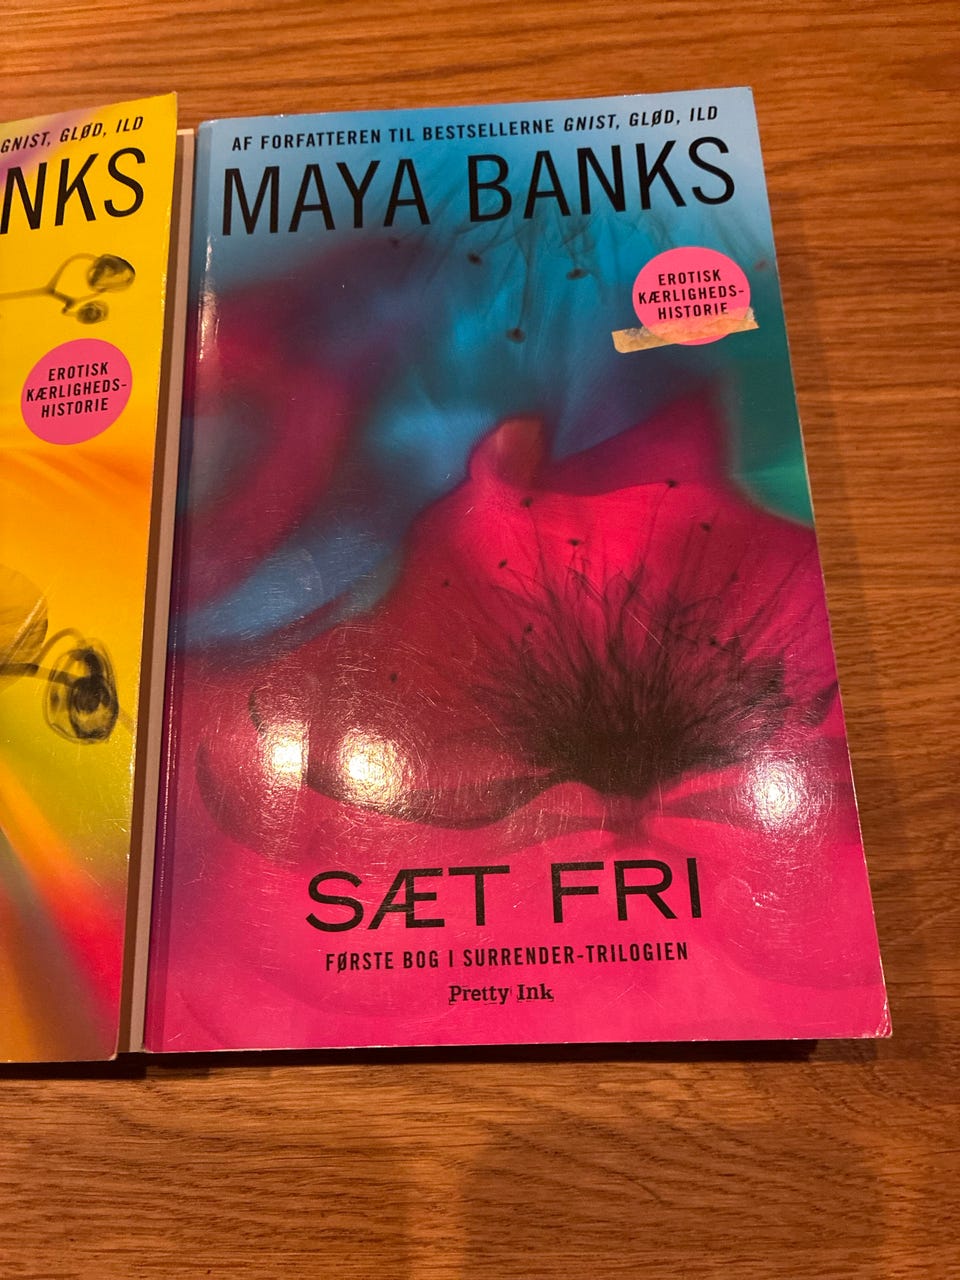 GNIST, GLØD, ILD
NKS
EROTISK
KÆRLIGHEDS-
HISTORIE
AF FORFATTEREN TIL BESTSELLERNE GNIST, GLØD, ILD
MAYA BANKS
EROTISK
KÆRLIGHEDS-
HISTORIE
SÆT FRI
FØRSTE BOG I SURRENDER-TRILOGIEN
Pretty Ink